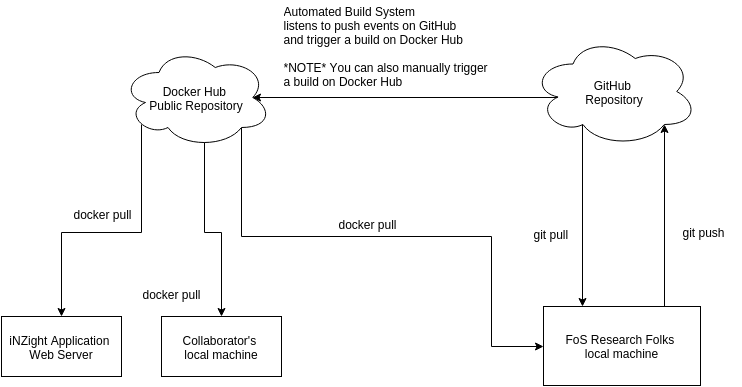 Automated Build System
listens to push events on GitHub
and trigger a build on Docker Hub
*NOTE* You can also manually trigger
a build on Docker Hub
Docker Hub
Public Repository
GitHub
Repository
docker pull
docker pull
git pull
git push
docker pull
iNZight Application
Web Server
Collaborator's
local machine
FoS Research Folks
local machine